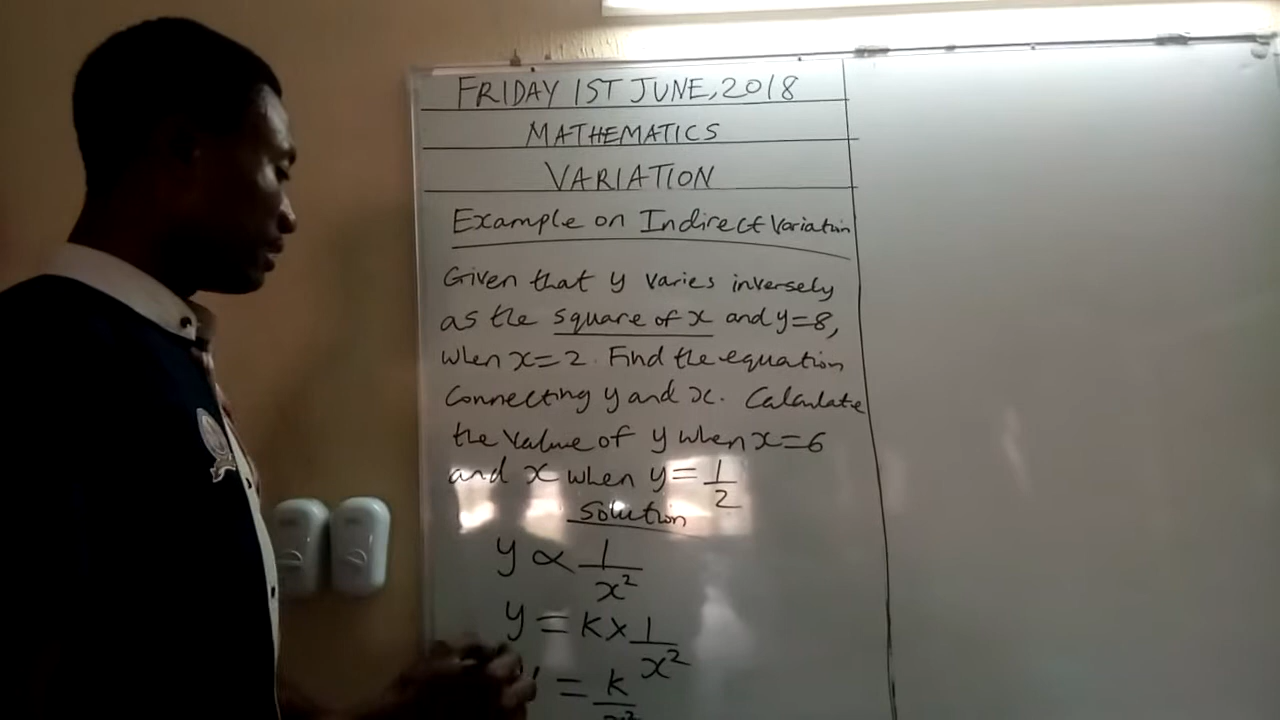 FRIDAY 1ST JUNE, 2018
MATHEMATICS
VARIATION
Example on Indirect Variation
Given that y varies inversely
as the square of x and y=8,
when x=2. Find the equation
Connecting y and x. Calculate
the value of y when x=6
and x when y=1/2
Solution
y ∝ 1/x²
y = k x 1/x²
= k/x²